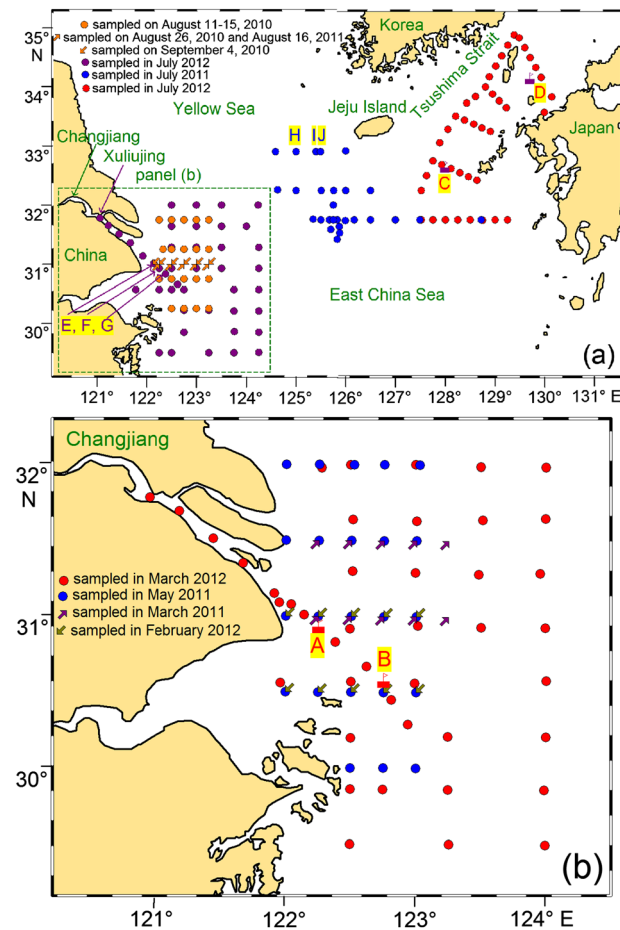 35°
N
34°
33°
32°
31°
30°
sampled on August 11-15, 2010
sampled on August 26, 2010 and August 16, 2011
sampled on September 4, 2010
sampled in July 2012
sampled in July 2011
sampled in July 2012
Korea
Tsushima Strait
Yellow Sea
Jeju Island
D
Japan
Changjiang
H IJ
Xuliujing
panel (b)
C
China
E, F, G
East China Sea
(a)
121° 122° 123° 124° 125° 126° 127° 128° 129° 130° 131° E
Changjiang
32°
N
31°
30°
sampled in March 2012
sampled in May 2011
sampled in March 2011
sampled in February 2012
A
B
(b)
121° 122° 123° 124° E